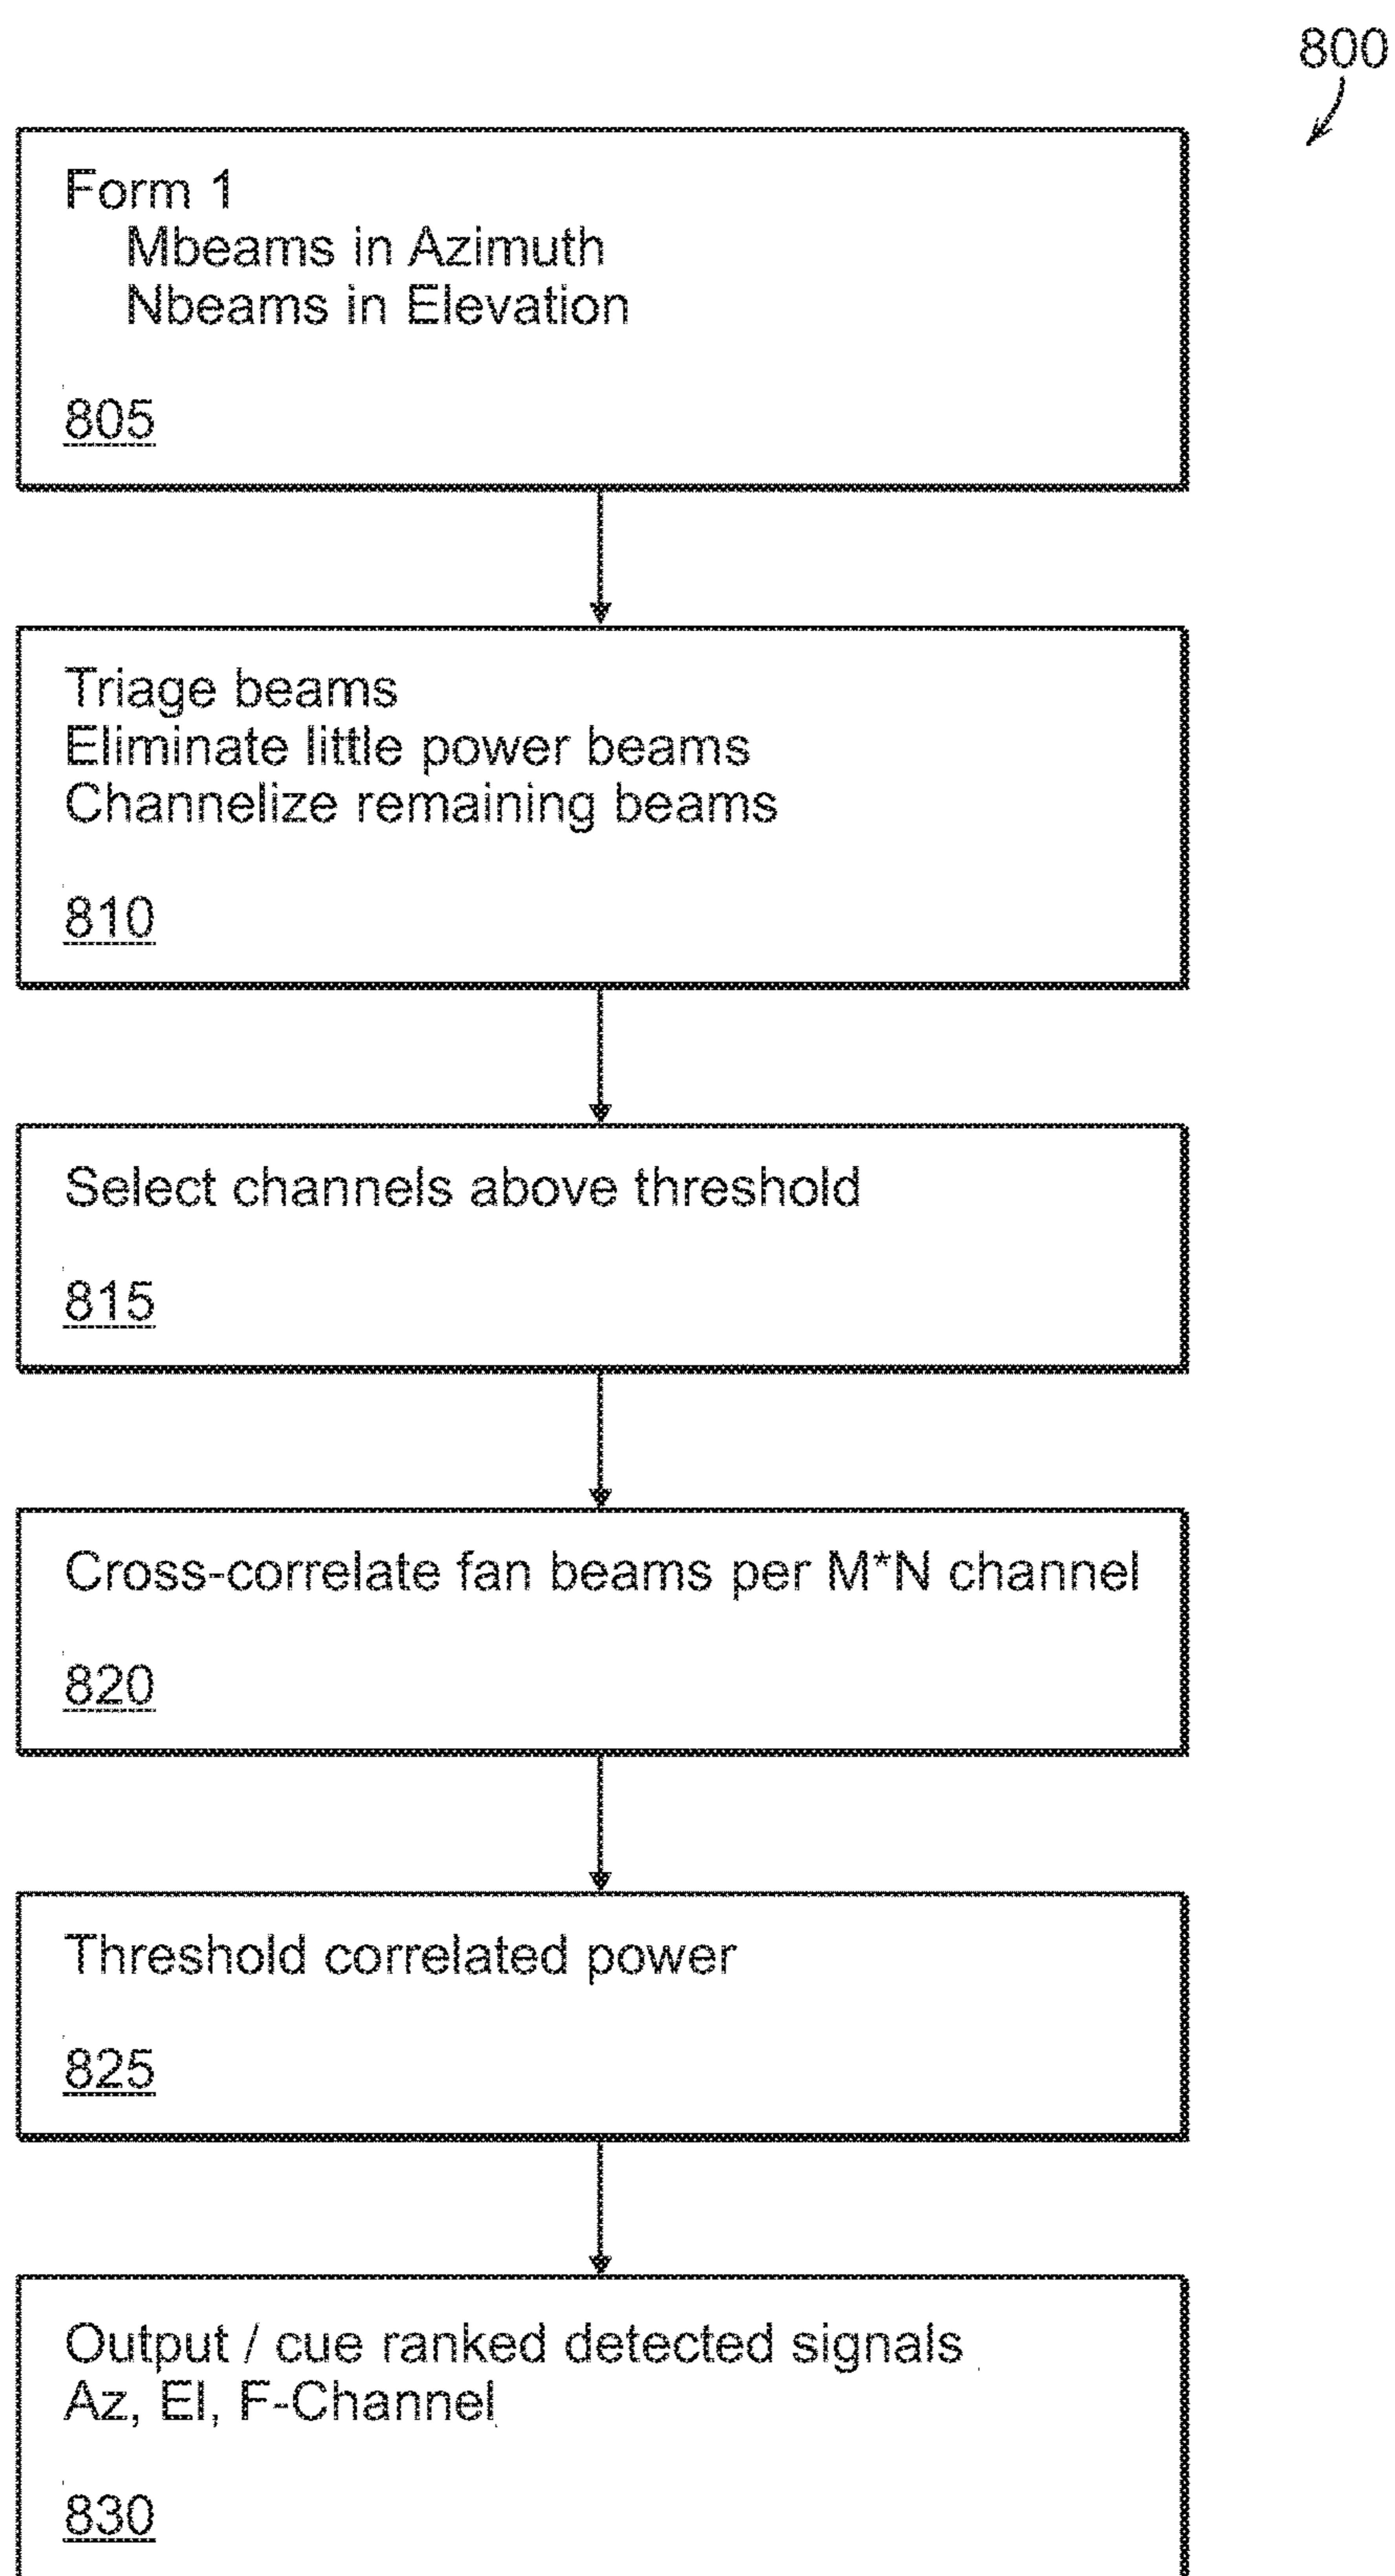 800
Form 1
Mbeams in Azimuth
Nbeams in Elevation
805
Triage beams
Eliminate little power beams
Channelize remaining beams
810
Select channels above threshold
815
Cross-correlate fan beams per M*N channel
820
Threshold correlated power
825
Output / cue ranked detected signals
Az, El, F-Channel
830